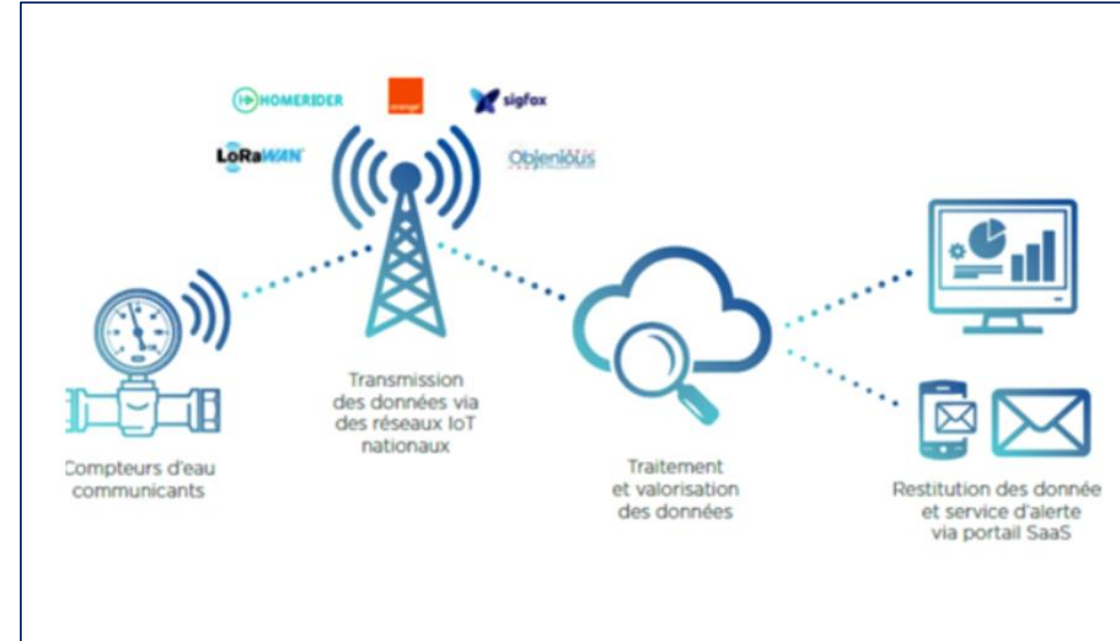 HOMERIDER
orange
sigfox
LoRaWAN
Objenious
Transmission
des données via
des réseaux IoT
nationaux
Compteurs d'eau
communicants
Traitement
et valorisation
des données
Restitution des donnée
et service d'alerte
via portail SaaS